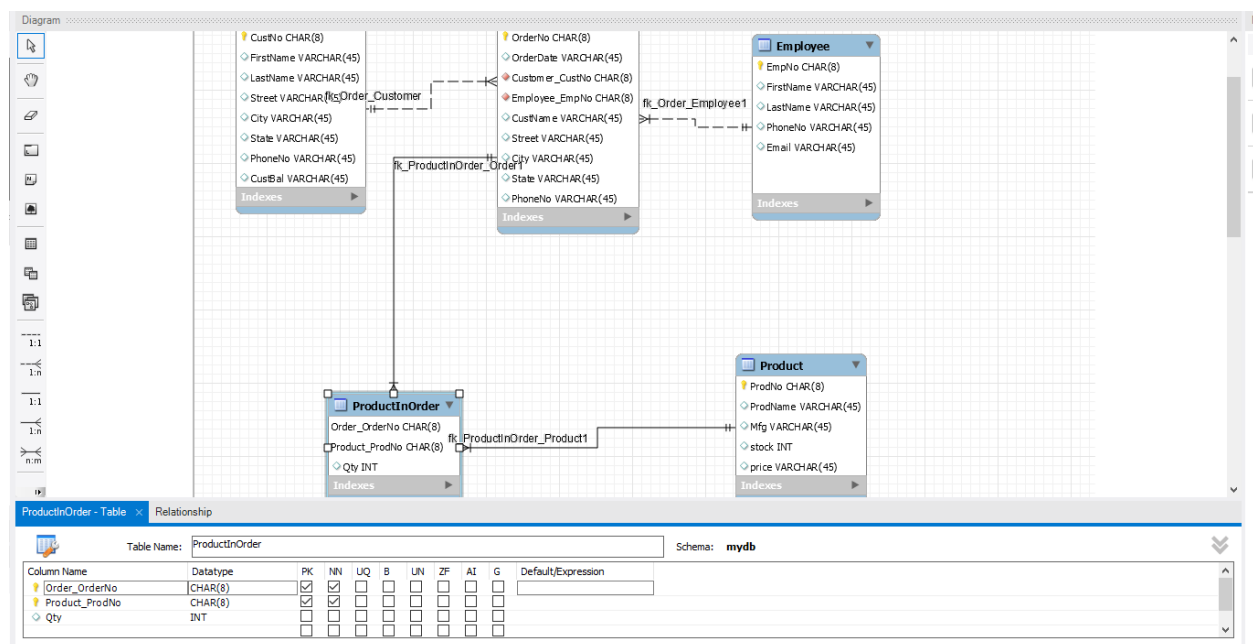 Diagram
CustNo CHAR(8)
FirstName VARCHAR(45)
LastName VARCHAR(45)
Street VARCHAR(45)
City VARCHAR(45)
State VARCHAR(45)
PhoneNo VARCHAR(45)
CustBal VARCHAR(45)
Indexes
fk_Order_Customer
OrderNo CHAR(8)
OrderDate VARCHAR(45)
Customer_CustNo CHAR(8)
Employee_EmpNo CHAR(8)
CustName VARCHAR(45)
Street VARCHAR(45)
City VARCHAR(45)
State VARCHAR(45)
PhoneNo VARCHAR(45)
Indexes
fk_Order_Employee1
Employee
EmpNo CHAR(8)
FirstName VARCHAR(45)
LastName VARCHAR(45)
PhoneNo VARCHAR(45)
Email VARCHAR(45)
Indexes
fk_ProductInOrder_Order1
1:1
1:n
1:1
1:n
n:m
ProductInOrder
Order_OrderNo CHAR(8)
Product_ProdNo CHAR(8)
Qty INT
Indexes
fk_ProductInOrder_Product1
Product
ProdNo CHAR(8)
ProdName VARCHAR(45)
Mfg VARCHAR(45)
stock INT
price VARCHAR(45)
Indexes
ProductInOrder - Table × Relationship
Table Name: ProductInOrder Schema: mydb
Column Name Datatype PK NN UQ B UN ZF AI G Default/Expression
Order_OrderNo CHAR(8)
Product_ProdNo CHAR(8)
Qty INT